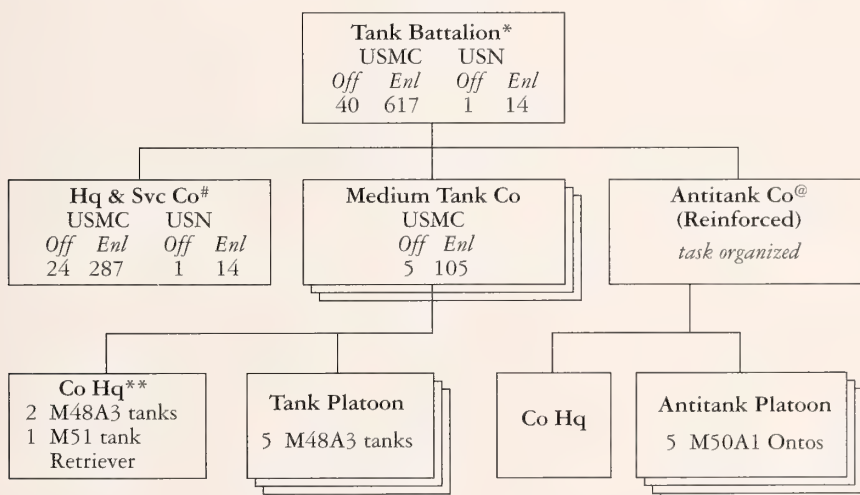 Tank Battalion*
USMC USN
Off Enl Off Enl
40 617 1 14
Hq & Svc Co#
USMC USN
Off Enl Off Enl
24 287 1 14
Medium Tank Co
USMC
Off Enl
5 105
Antitank Co@
(Reinforced)
task organized
Co Hq**
2 M48A3 tanks
1 M51 tank
Retriever
Tank Platoon
5 M48A3 tanks
Co Hq
Antitank Platoon
5 M50A1 Ontos